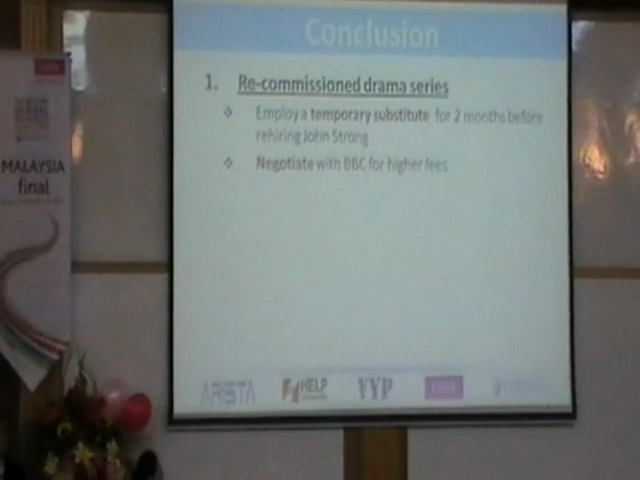 Conclusion
1. Re-commissioned drama series
Employ a temporary substitute for 2 months before
rehiring John Strong
Negotiate with BBC for higher fees
MALAYSIA
final
ARISTA
HELP
YYP